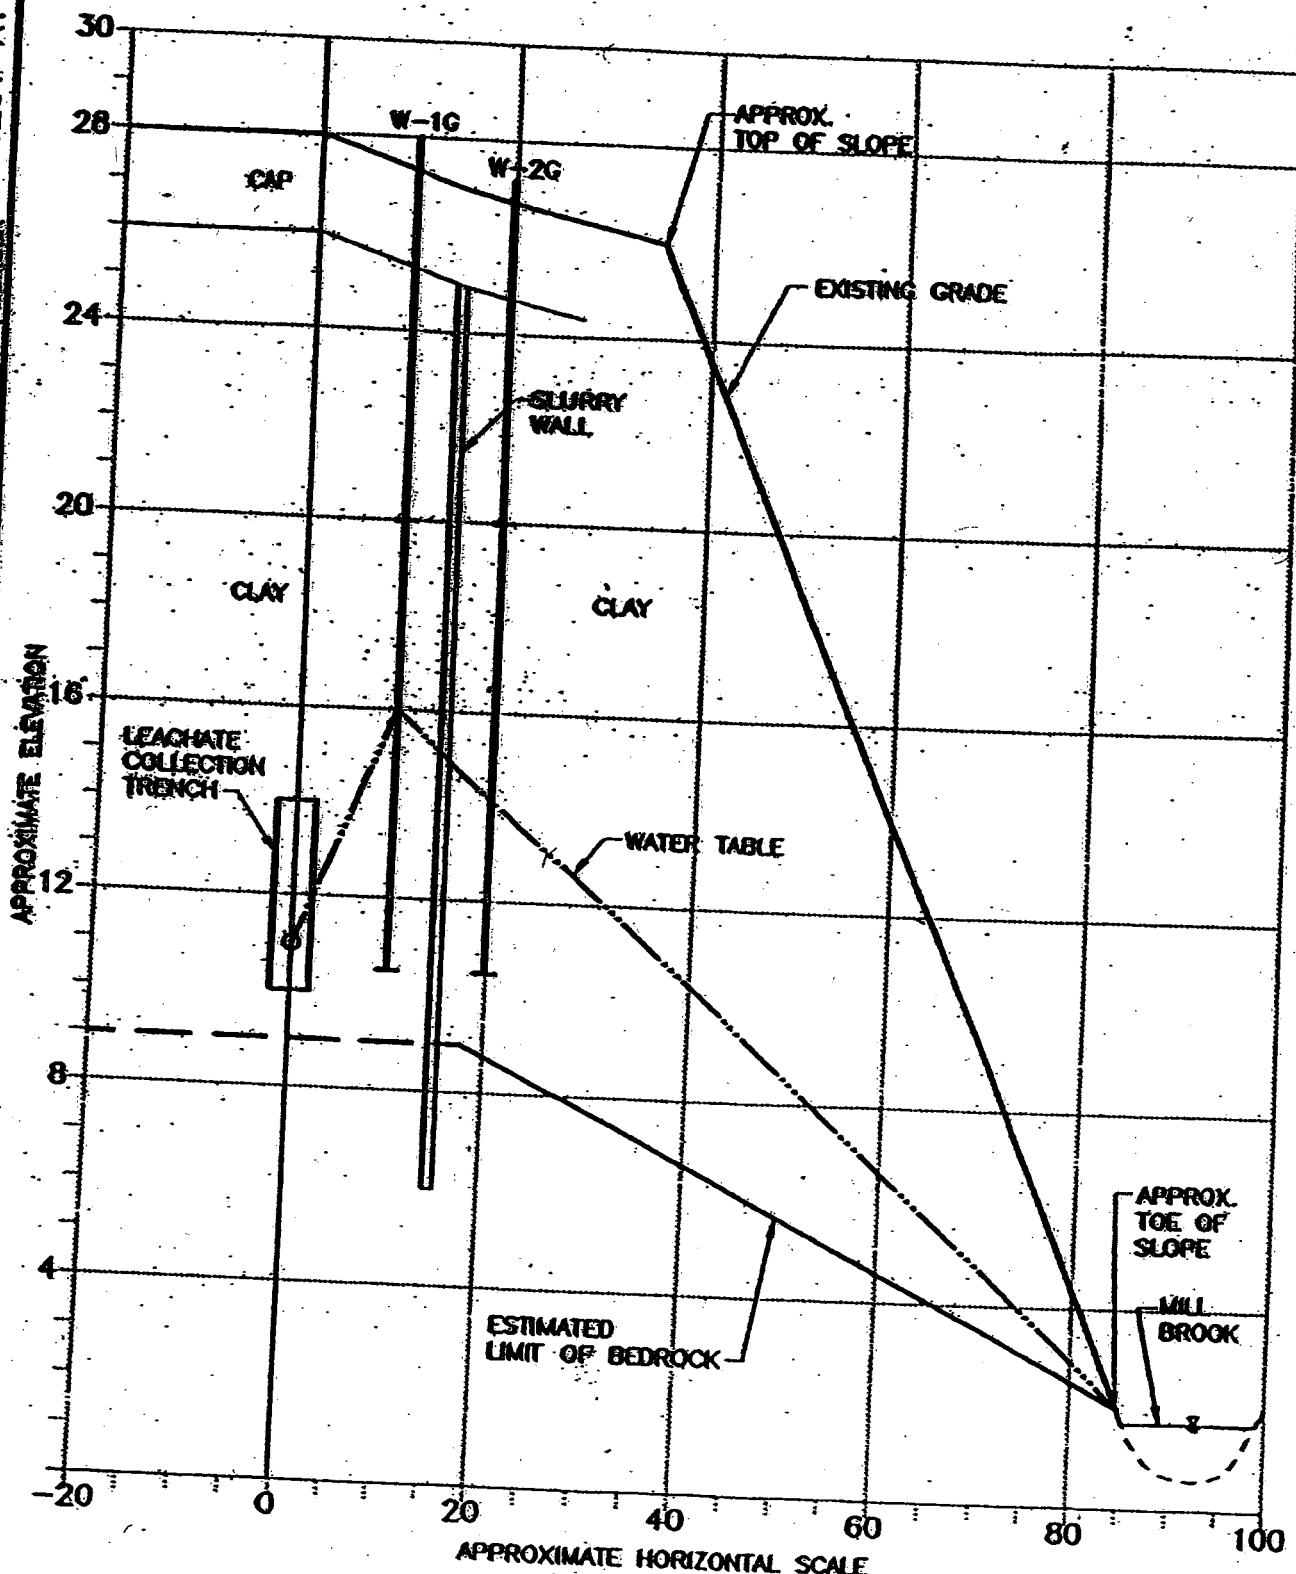 30
28
W-1G
APPROX.
TOP OF SLOPE
W-2G
CAP
EXISTING GRADE
24
SLURRY
WALL
20
CLAY
CLAY
16
APPROXIMATE ELEVATION
LEACHATE
COLLECTION
TRENCH
WATER TABLE
12
8
APPROX.
TOE OF
SLOPE
4
MILL
BROOK
ESTIMATED
LIMIT OF BEDROCK
-20
0
20
40
60
80
100
APPROXIMATE HORIZONTAL SCALE